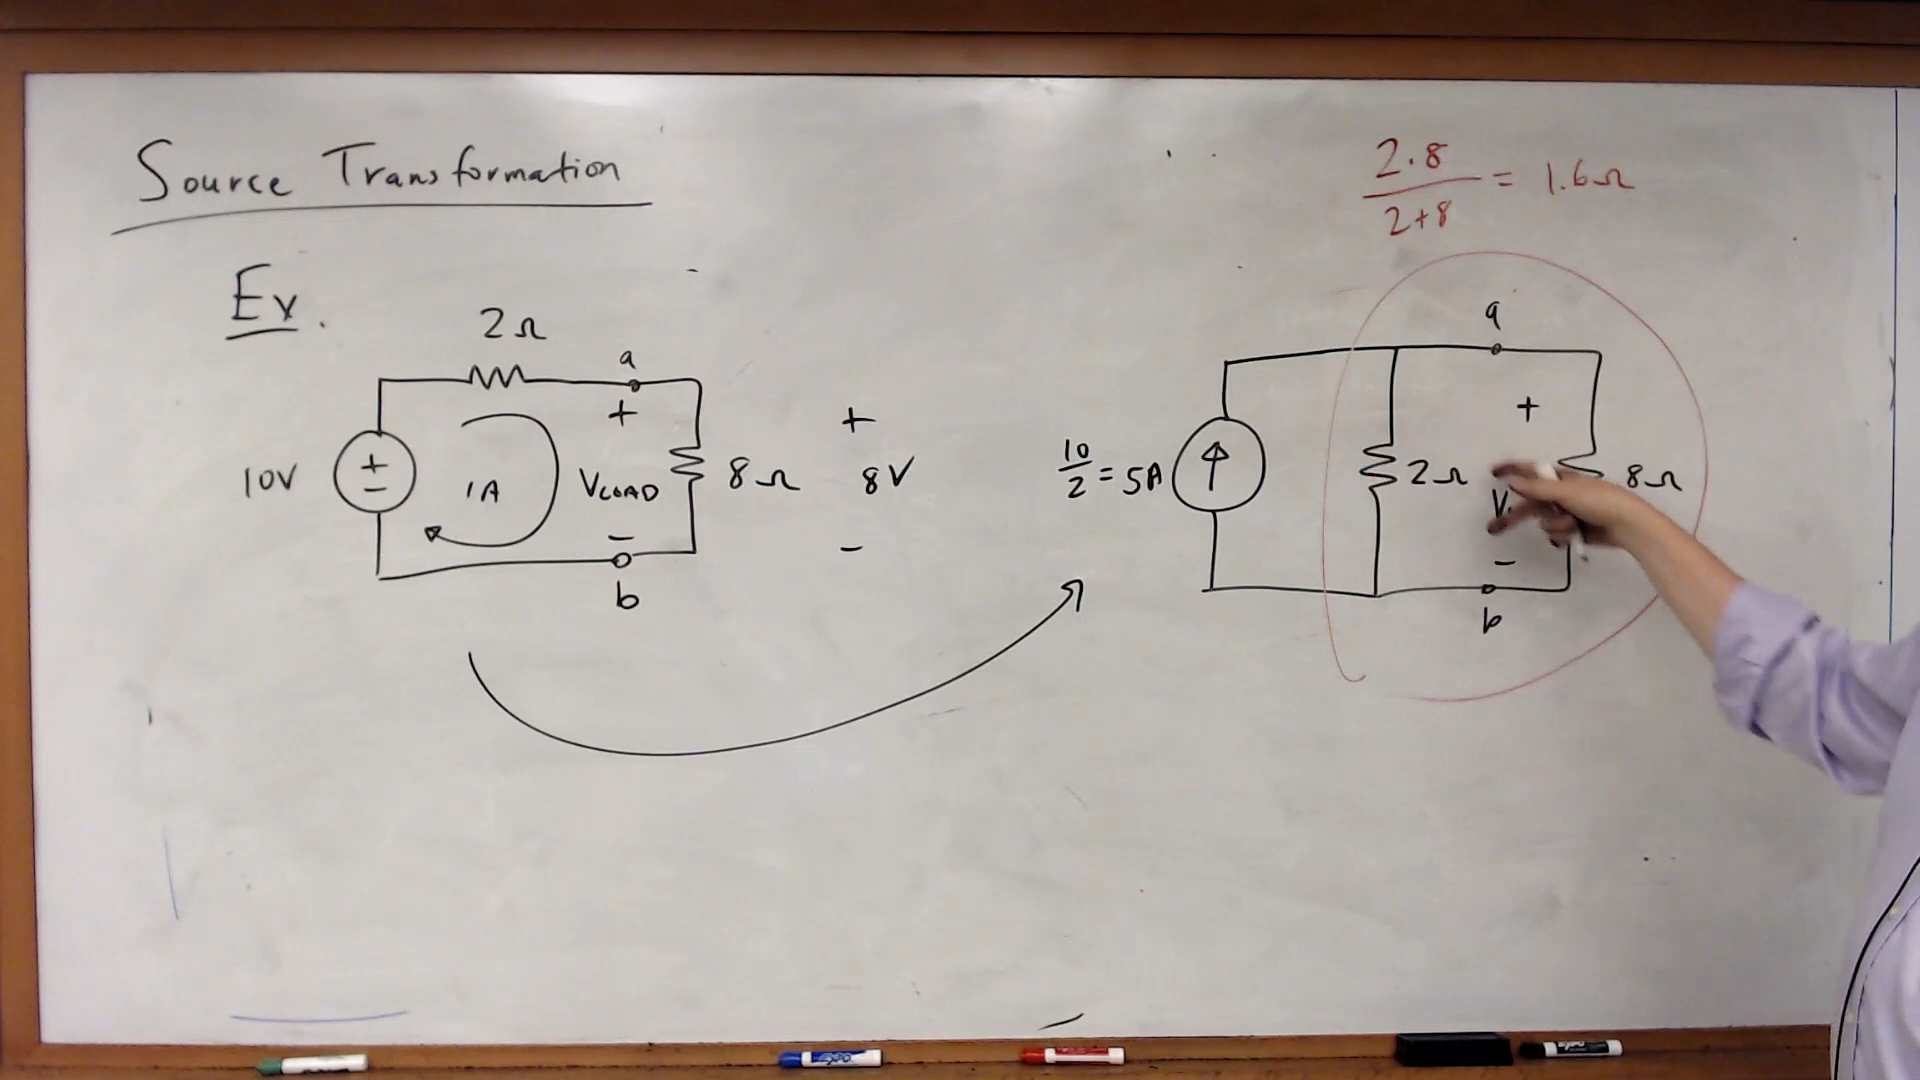 Source Transformation
2·8
2+8
= 1.6Ω
Ex.
2Ω
a
+
10V
+
−
1A
VLOAD
8Ω
−
b
+
8V
−
10
2
= 5A
a
+
2Ω
8Ω
−
b